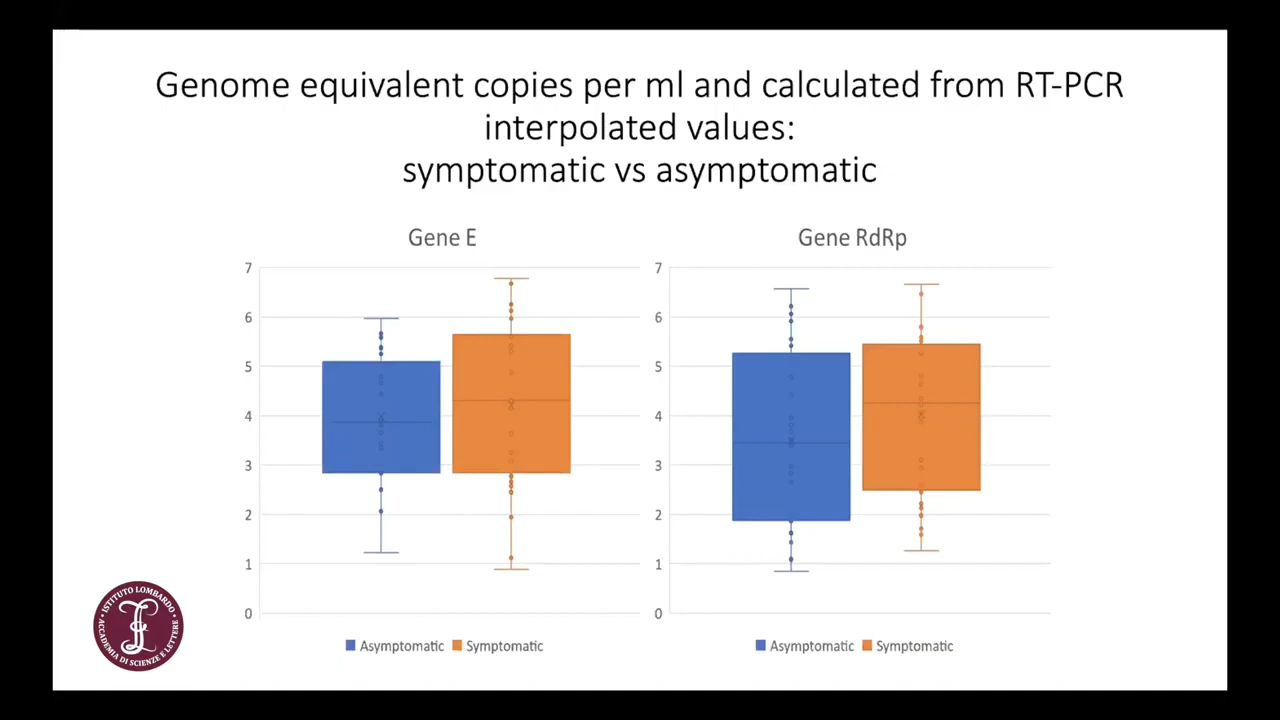 Genome equivalent copies per ml and calculated from RT-PCR
interpolated values:
symptomatic vs asymptomatic
Gene E
7
6
5
4
3
2
1
0
Asymptomatic Symptomatic
Gene RdRp
7
6
5
4
3
2
1
0
Asymptomatic Symptomatic
ISTITUTO LOMBARDO
ACCADEMIA DI SCIENZE E LETTERE